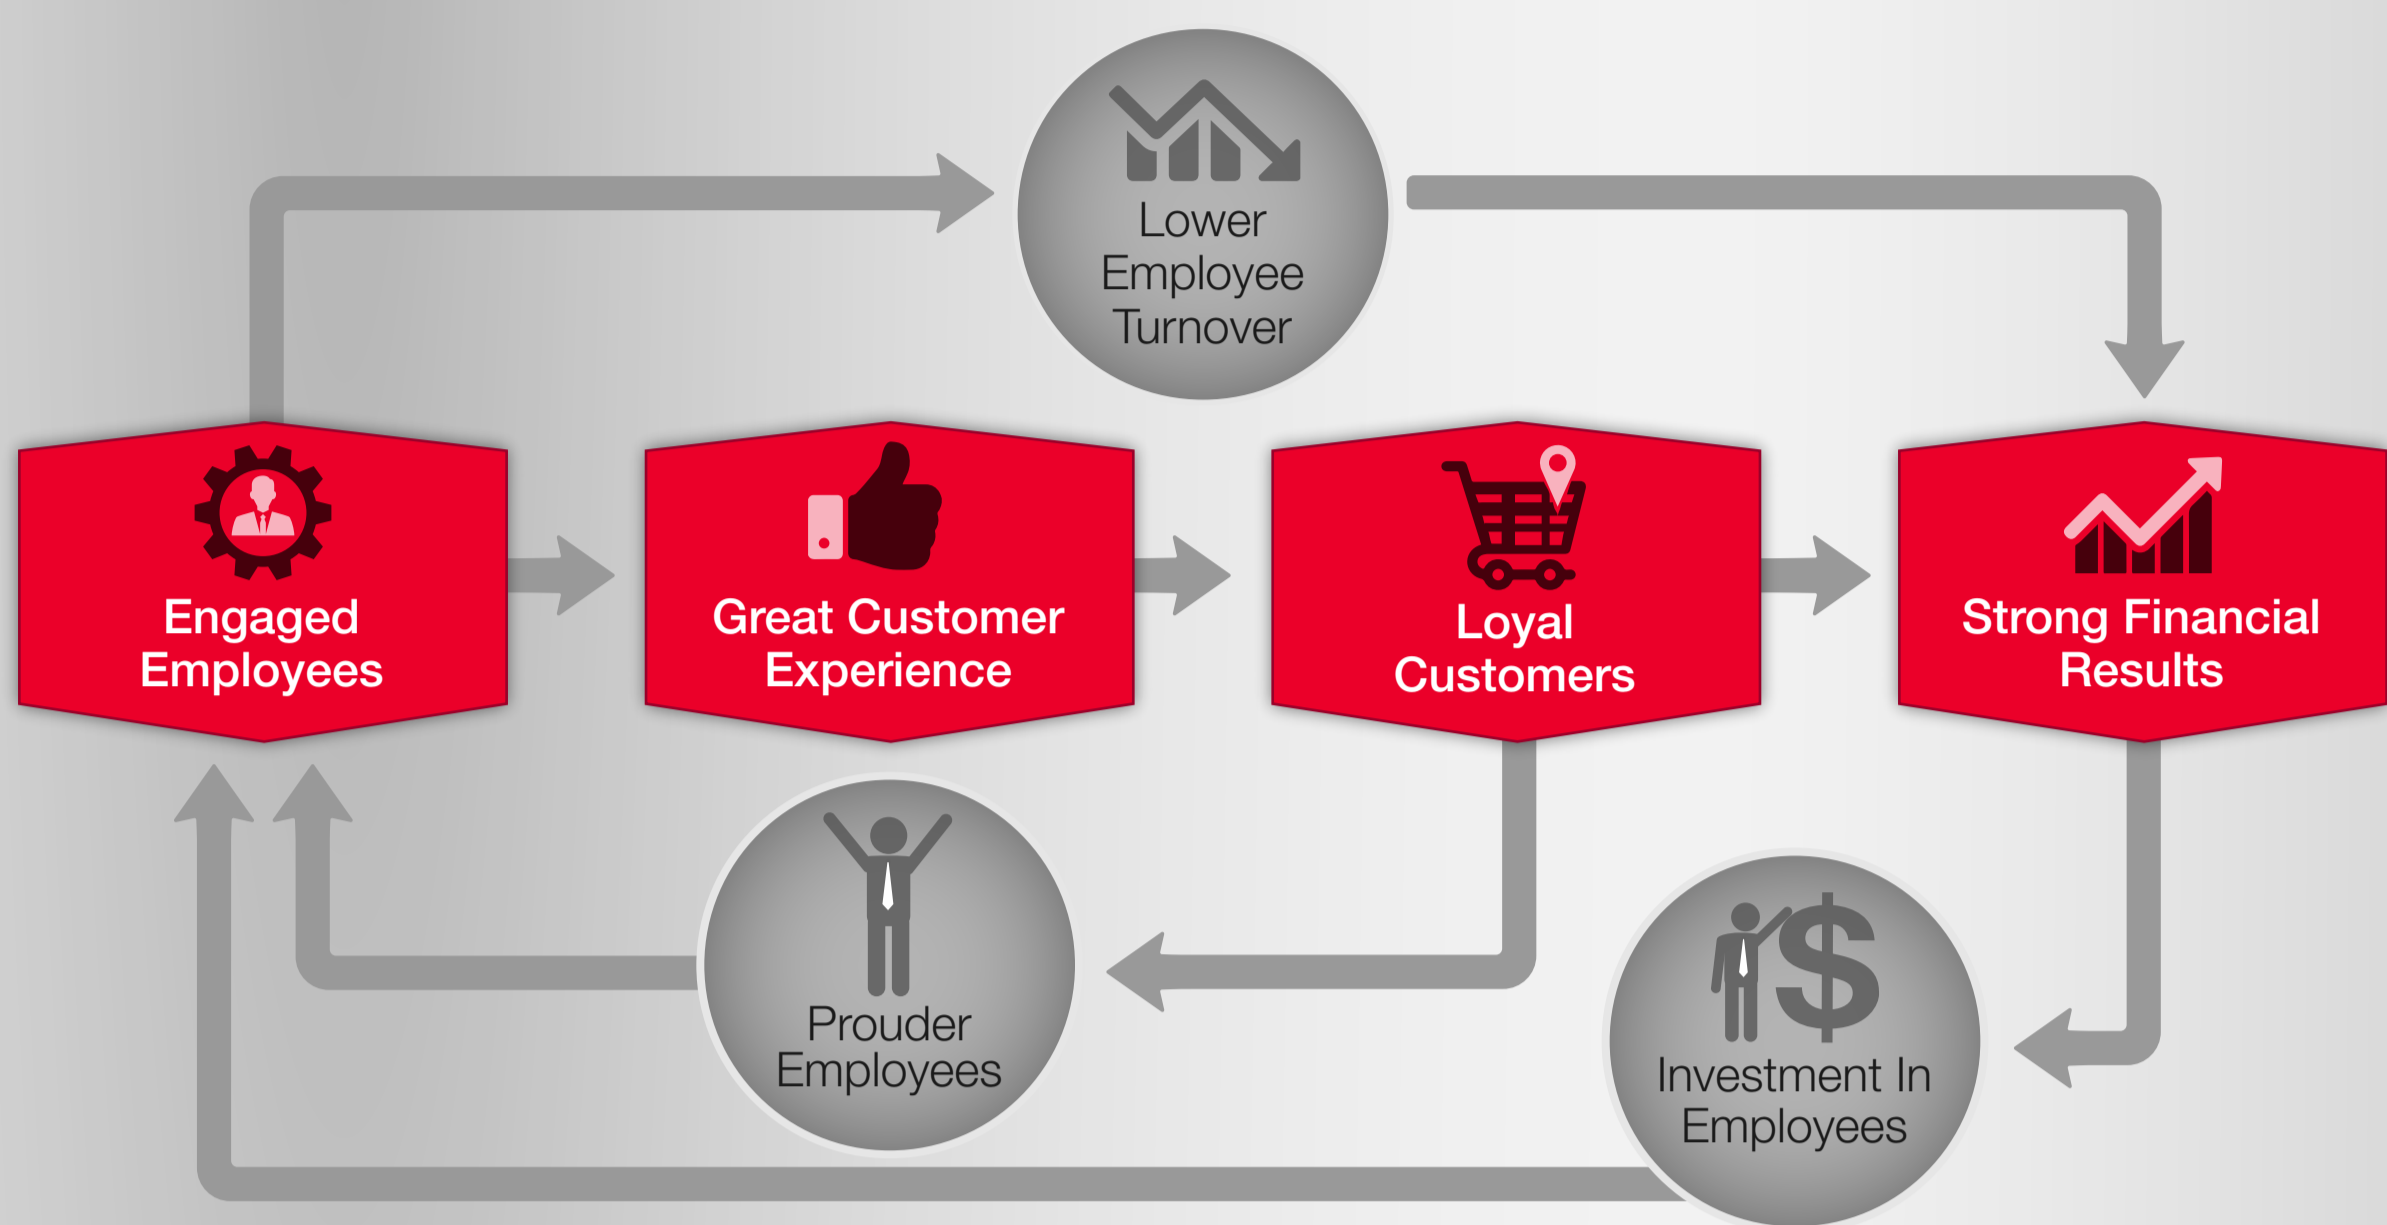 Lower
Employee
Turnover
Engaged
Employees
Great Customer
Experience
Loyal
Customers
Strong Financial
Results
Prouder
Employees
$
Investment In
Employees